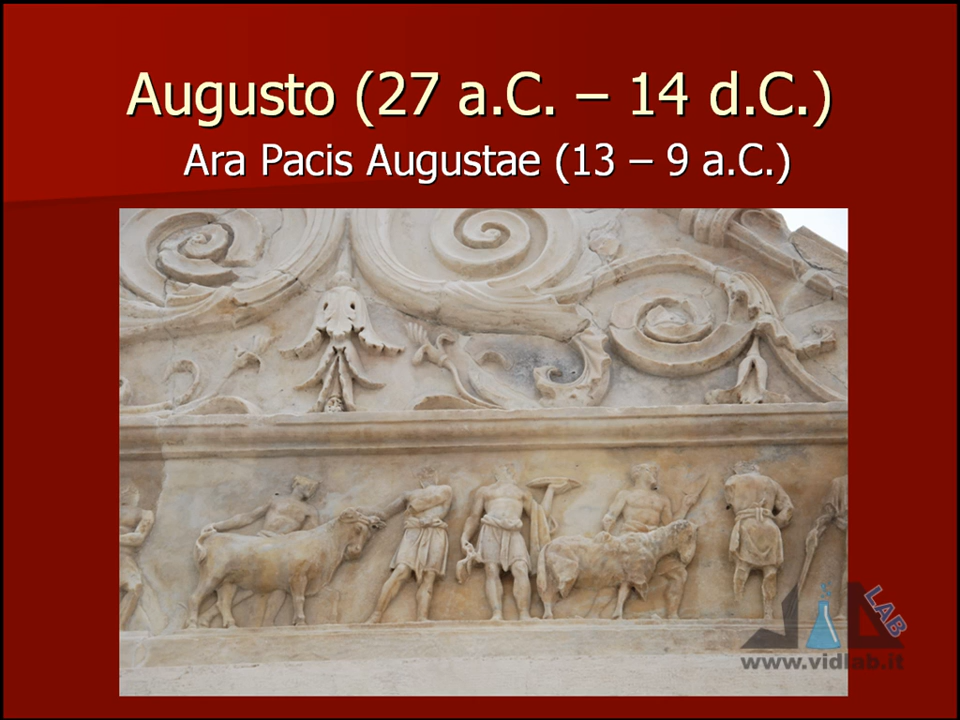 Augusto (27 a.C. – 14 d.C.)
Ara Pacis Augustae (13 – 9 a.C.)
LAB
www.vidlab.it